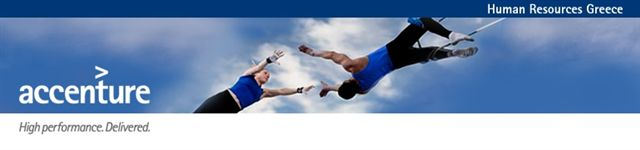 Human Resources Greece
accenture
High performance. Delivered.